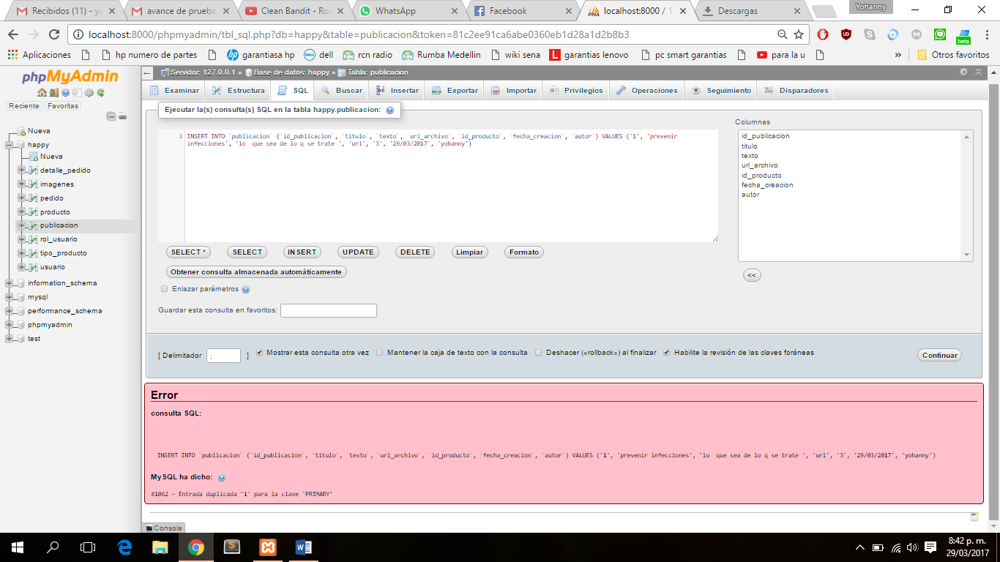 Recibidos (11) - yo
avance de prueba
Clean Bandit - Roc
WhatsApp
Facebook
localhost:8000 / 1
Descargas
Yohanny
localhost:8000/phpmyadmin/tbl_sql.php?db=happy&table=publicacion&token=81c2ee91ca6abe0360eb1d28a1d2b8b3
Aplicaciones
hp numero de partes
garantiasa hp
dell
rcn radio
Rumba Medellin
wiki sena
garantias lenovo
pc smart garantias
para la u
»
Otros favoritos
beta
phpMyAdmin
Reciente
Favoritas
Nueva
happy
Nueva
detalle_pedido
imagenes
pedido
producto
publicacion
rol_usuario
tipo_producto
usuario
information_schema
mysql
performance_schema
phpmyadmin
test
Servidor: 127.0.0.1 » Base de datos: happy » Tabla: publicacion
Examinar
Estructura
SQL
Buscar
Insertar
Exportar
Importar
Privilegios
Operaciones
Seguimiento
Disparadores
Ejecutar la(s) consulta(s) SQL en la tabla happy.publicacion:
1 INSERT INTO `publicacion` (`id_publicacion`, `titulo`, `texto`, `url_archivo`, `id_producto`, `fecha_creacion`, `autor`) VALUES ('1', 'prevenir
infecciones', 'lo  que sea de lo q se trate ', 'url', '3', '29/03/2017', 'yohanny')
Columnas
id_publicacion
titulo
texto
url_archivo
id_producto
fecha_creacion
autor
<<
SELECT *
SELECT
INSERT
UPDATE
DELETE
Limpiar
Formato
Obtener consulta almacenada automáticamente
Enlazar parámetros
Guardar esta consulta en favoritos:
[ Delimitador ; ]
Mostrar esta consulta otra vez
Mantener la caja de texto con la consulta
Deshacer («rollback») al finalizar
Habilite la revisión de las claves foráneas
Continuar
Error
consulta SQL:
INSERT INTO `publicacion` (`id_publicacion`, `titulo`, `texto`, `url_archivo`, `id_producto`, `fecha_creacion`, `autor`) VALUES ('1', 'prevenir infecciones', 'lo  que sea de lo q se trate ', 'url', '3', '29/03/2017', 'yohanny')
MySQL ha dicho:
#1062 - Entrada duplicada '1' para la clave 'PRIMARY'
Consola
8:42 p. m.
29/03/2017